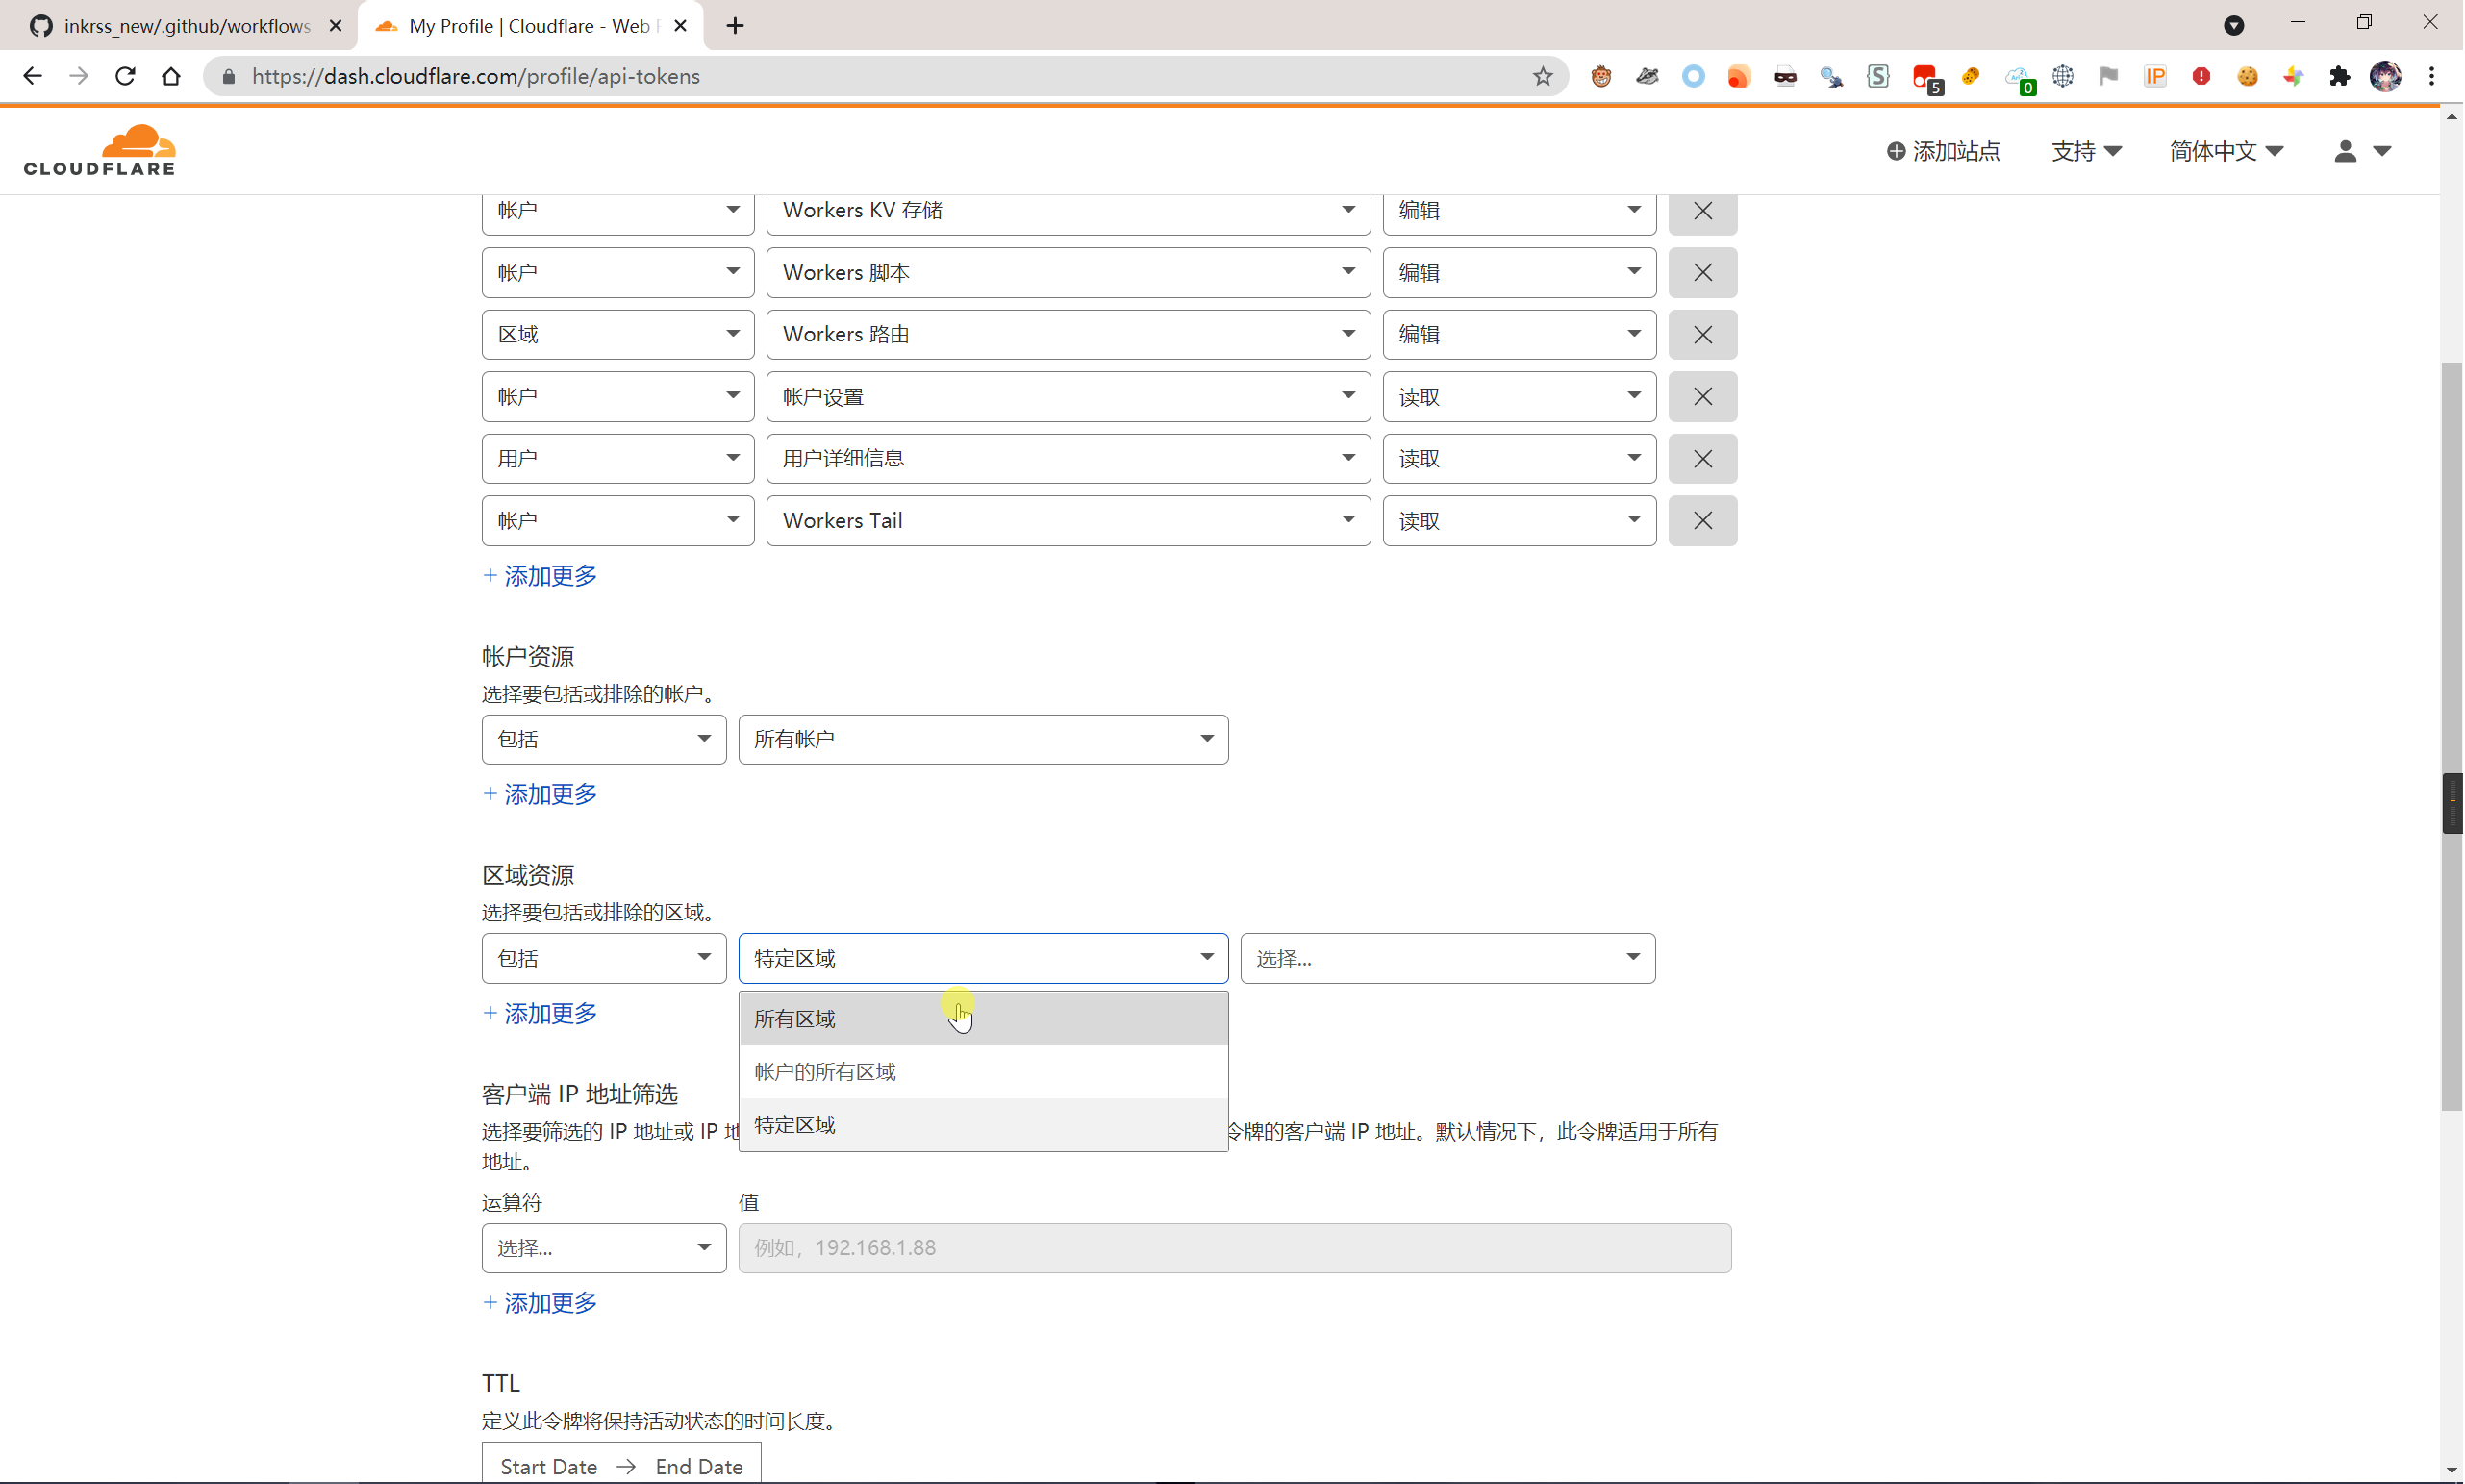 inkrss_new/.github/workflows
My Profile | Cloudflare - Web
https://dash.cloudflare.com/profile/api-tokens
5
0
IP
CLOUDFLARE
添加站点 支持 简体中文
帐户 Workers KV 存储 编辑
帐户 Workers 脚本 编辑
区域 Workers 路由 编辑
帐户 帐户设置 读取
用户 用户详细信息 读取
帐户 Workers Tail 读取
+ 添加更多
帐户资源
选择要包括或排除的帐户。
包括 所有帐户
+ 添加更多
区域资源
选择要包括或排除的区域。
包括 特定区域 选择...
+ 添加更多
所有区域
帐户的所有区域
特定区域
客户端 IP 地址筛选
选择要筛选的 IP 地址或 IP 地 令牌的客户端 IP 地址。默认情况下，此令牌适用于所有
地址。
运算符 值
选择... 例如，192.168.1.88
+ 添加更多
TTL
定义此令牌将保持活动状态的时间长度。
Start Date → End Date